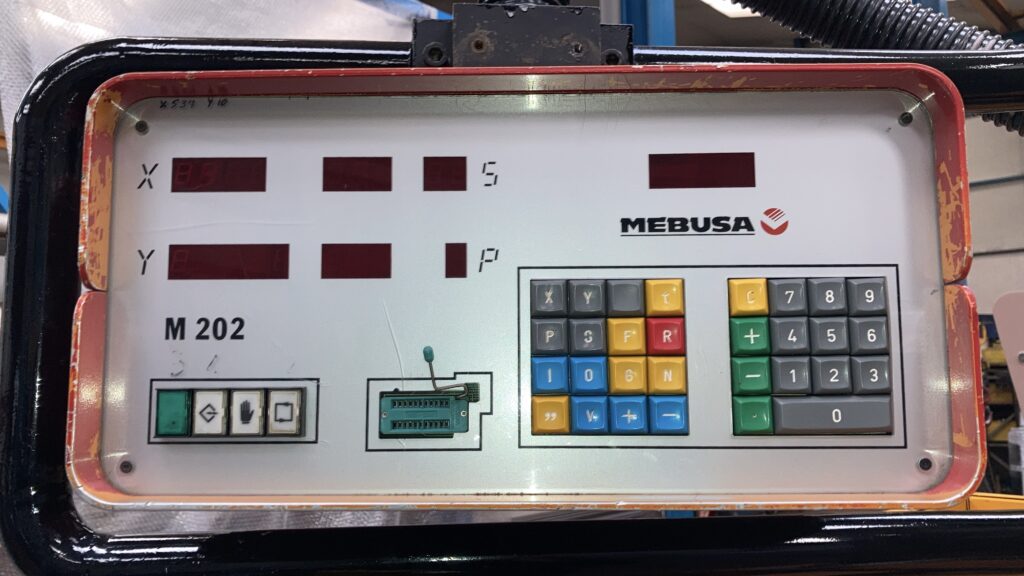 X S
MEBUSA
Y P
M 202
X Y τ C 7 8 9
P S F R + 4 5 6
I O G N − 1 2 3
” + − . 0